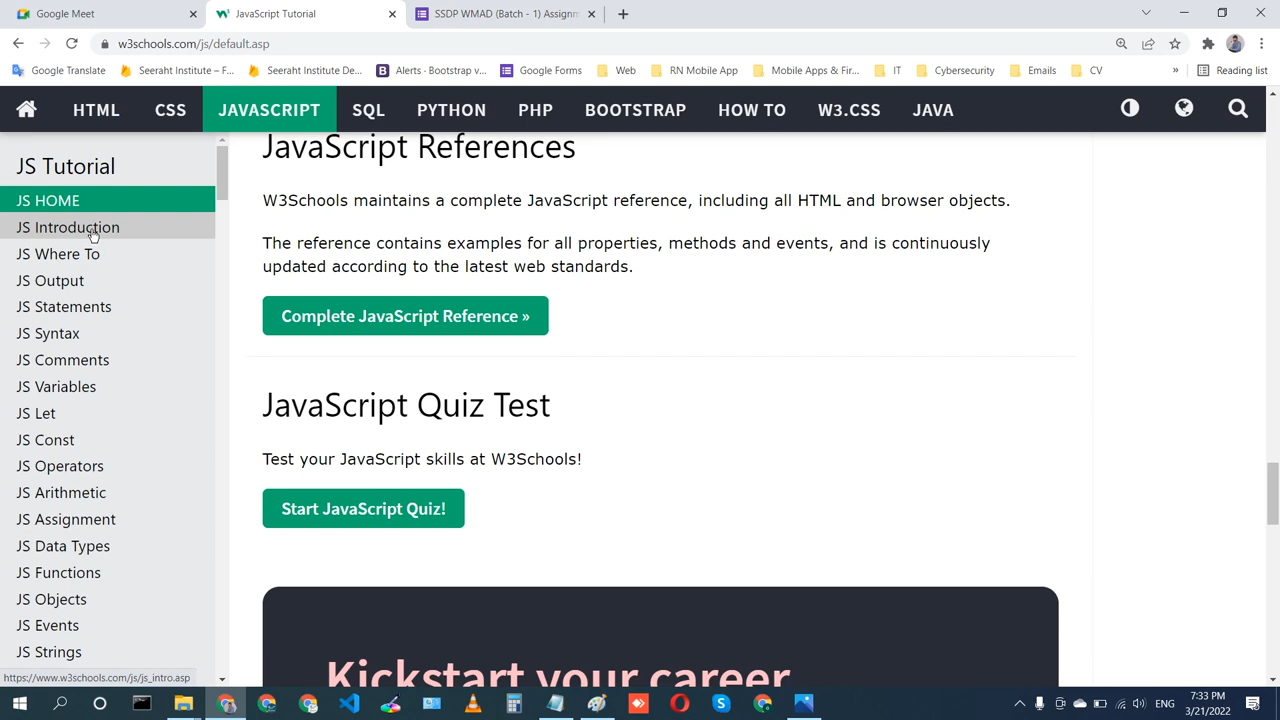 Google Meet
JavaScript Tutorial
SSDP WMAD (Batch - 1) Assignm
w3schools.com/js/default.asp
Google Translate
Seeraht Institute – F...
Seeraht Institute De...
Alerts · Bootstrap v...
Google Forms
Web
RN Mobile App
Mobile Apps & Fir...
IT
Cybersecurity
Emails
CV
»
Reading list
HTML
CSS
JAVASCRIPT
SQL
PYTHON
PHP
BOOTSTRAP
HOW TO
W3.CSS
JAVA
JS Tutorial
JS HOME
JS Introduction
JS Where To
JS Output
JS Statements
JS Syntax
JS Comments
JS Variables
JS Let
JS Const
JS Operators
JS Arithmetic
JS Assignment
JS Data Types
JS Functions
JS Objects
JS Events
JS Strings
https://www.w3schools.com/js/js_intro.asp
JavaScript References
W3Schools maintains a complete JavaScript reference, including all HTML and browser objects.
The reference contains examples for all properties, methods and events, and is continuously
updated according to the latest web standards.
Complete JavaScript Reference »
JavaScript Quiz Test
Test your JavaScript skills at W3Schools!
Start JavaScript Quiz!
Kickstart your career
ENG
7:33 PM
3/21/2022